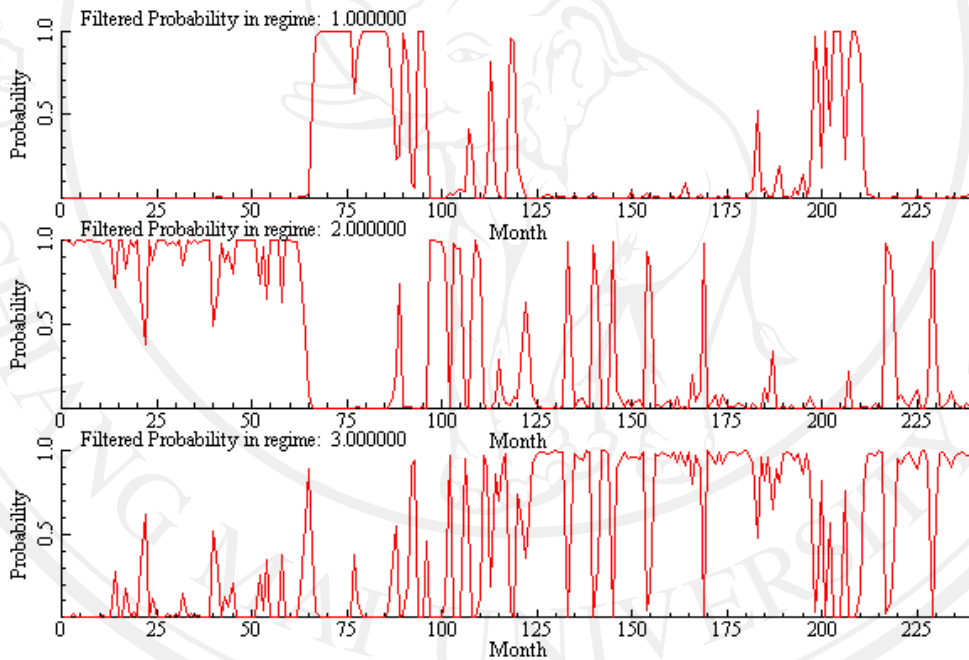 Filtered Probability in regime: 1.000000
Probability
1.0
0.5
0 25 50 75 100 125 150 175 200 225
Month
Filtered Probability in regime: 2.000000
Probability
1.0
0.5
0 25 50 75 100 125 150 175 200 225
Month
Filtered Probability in regime: 3.000000
Probability
1.0
0.5
0 25 50 75 100 125 150 175 200 225
Month
CHIANG MAI UNIVERSITY